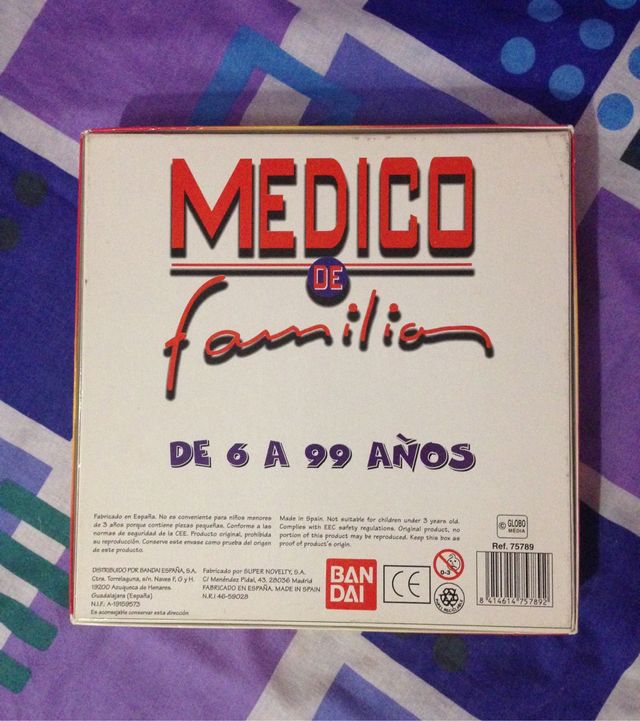 MEDICO
DE
familia
DE 6 A 99 AÑOS
Fabricado en España. No es conveniente para niños menores
de 3 años porque contiene piezas pequeñas. Conforme a las
normas de seguridad de la CEE. Producto original, prohibida
su reproducción. Conserve este envase como prueba del origen
de este producto.
Made in Spain. Not suitable for children under 3 years old.
Complies with EEC safety regulations. Original product, no
portion of this product may be reproduced. Keep this box as
proof of product's origin.
© GLOBO
MEDIA
Ref. 75789
DISTRIBUIDO POR BANDAI ESPAÑA, S.A.
Ctra. Torrelaguna, s/n. Naves F, G y H.
19200 Azuqueca de Henares.
Guadalajara (España)
N.I.F. A-19159573
Es aconsejable conservar esta dirección
Fabricado por SUPER NOVELTY, S.A.
C/ Menéndez Pidal, 43. 28036 Madrid
FABRICADO EN ESPAÑA. MADE IN SPAIN
N.R.I. 46-59028
BAN
DAI
CE
0-3
8 414614 757892